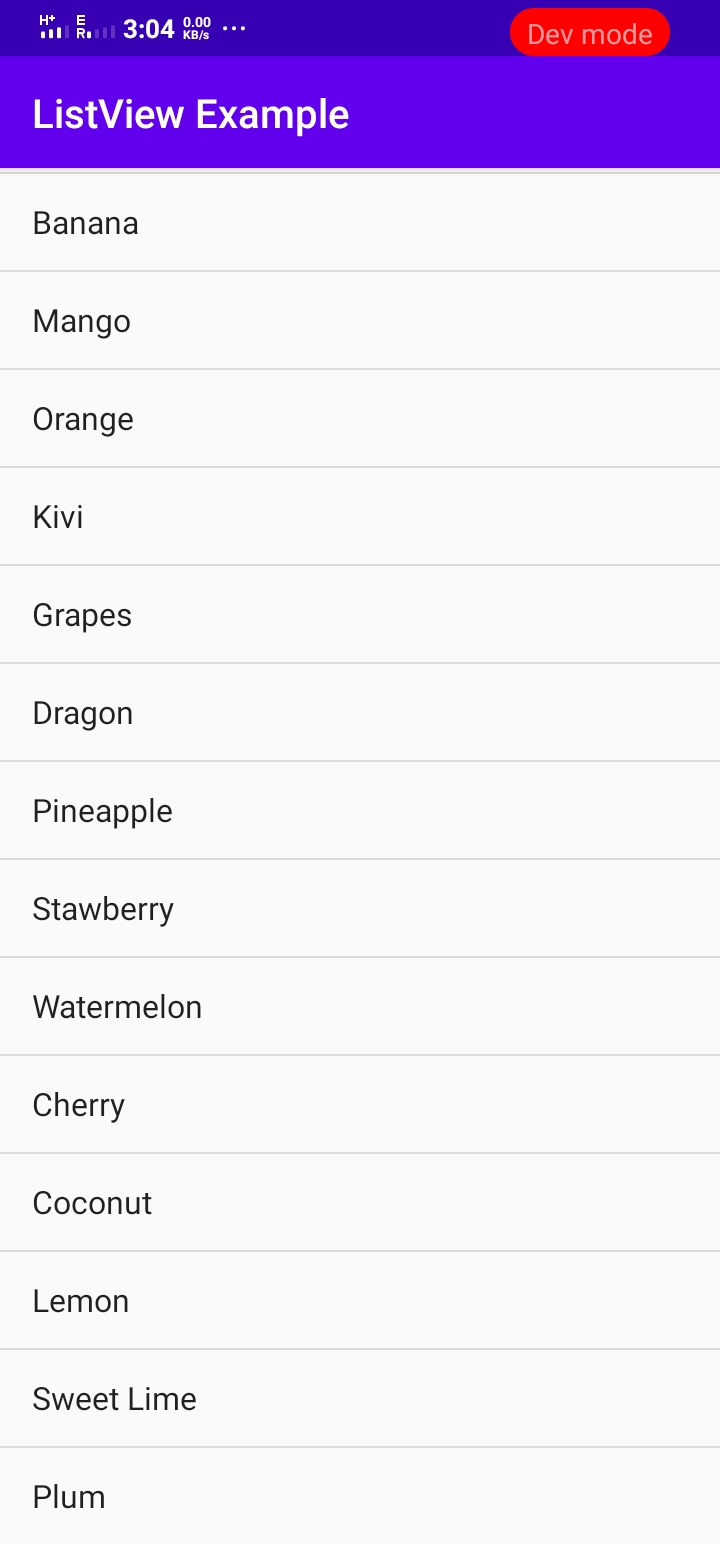 H+ E R 3:04 0.00 KB/s ... Dev mode
ListView Example
Banana
Mango
Orange
Kivi
Grapes
Dragon
Pineapple
Stawberry
Watermelon
Cherry
Coconut
Lemon
Sweet Lime
Plum